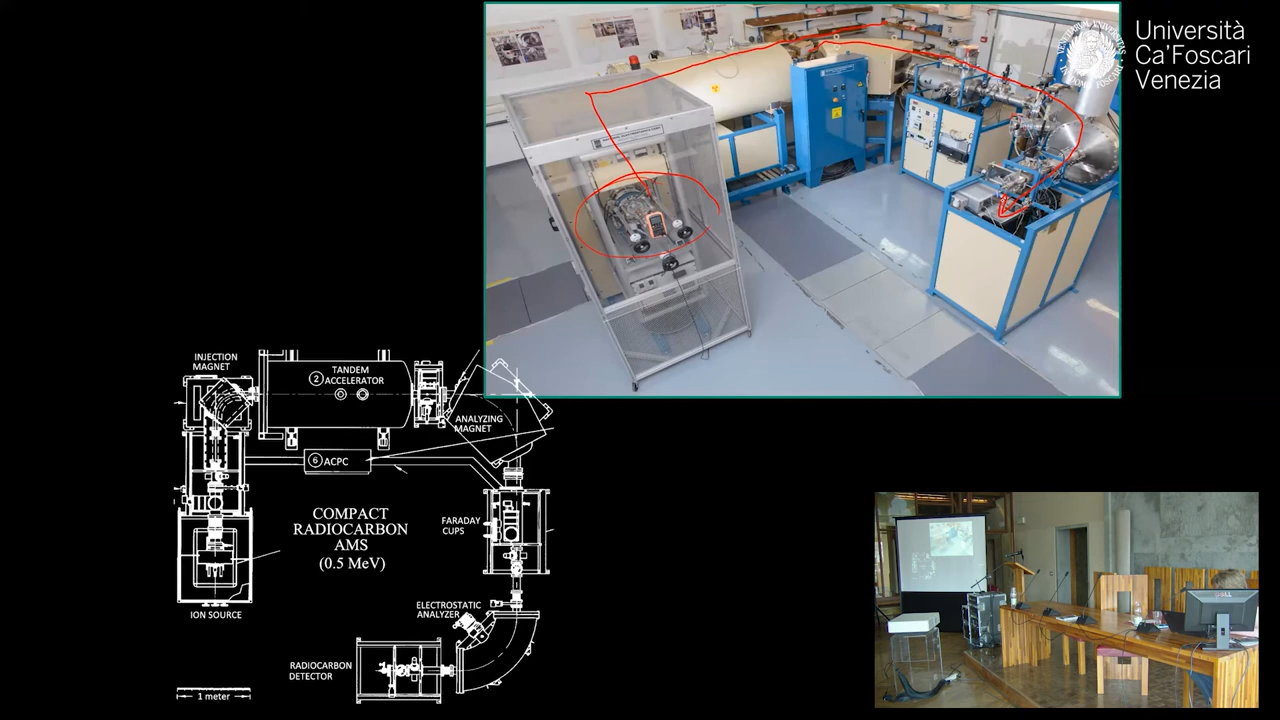 Università
Ca'Foscari
Venezia
INJECTION
MAGNET
② TANDEM
ACCELERATOR
ANALYZING
MAGNET
⑥ ACPC
COMPACT
RADIOCARBON
AMS
(0.5 MeV)
FARADAY
CUPS
ION SOURCE
ELECTROSTATIC
ANALYZER
RADIOCARBON
DETECTOR
1 meter
DELL